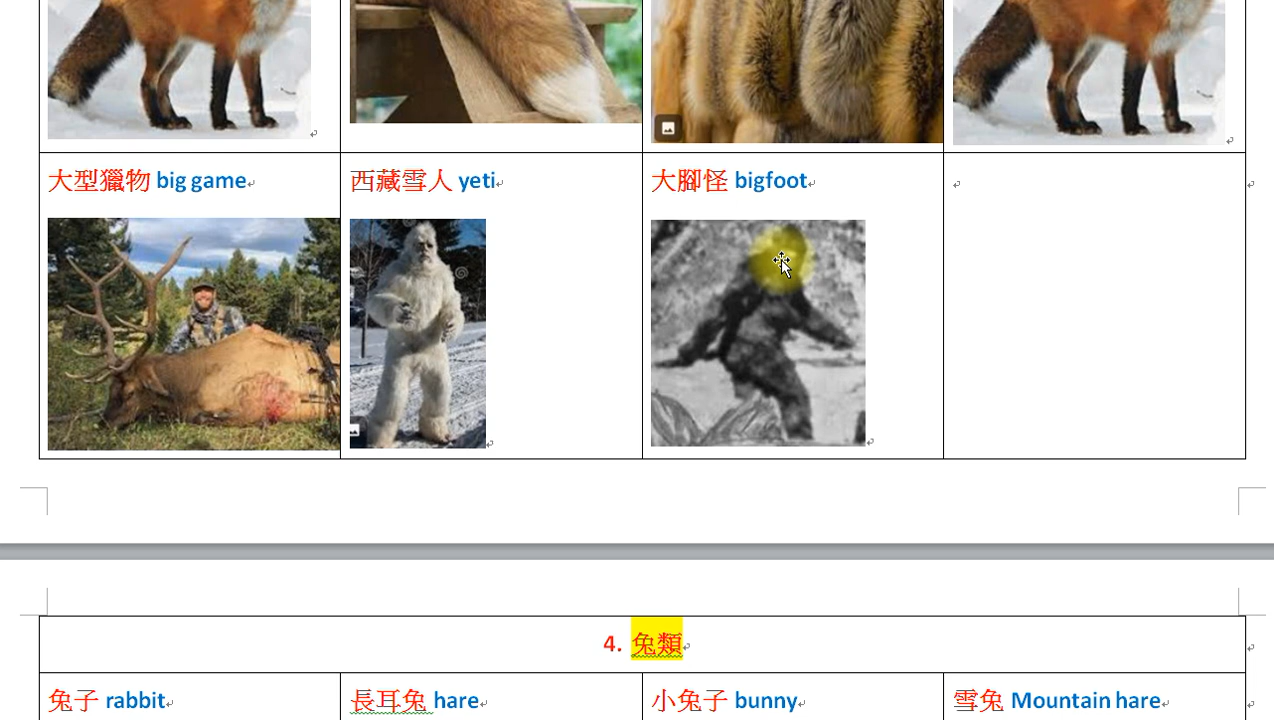 大型獵物 big game
西藏雪人 yeti
大腳怪 bigfoot
4. 兔類
兔子 rabbit
長耳兔 hare
小兔子 bunny
雪兔 Mountain hare